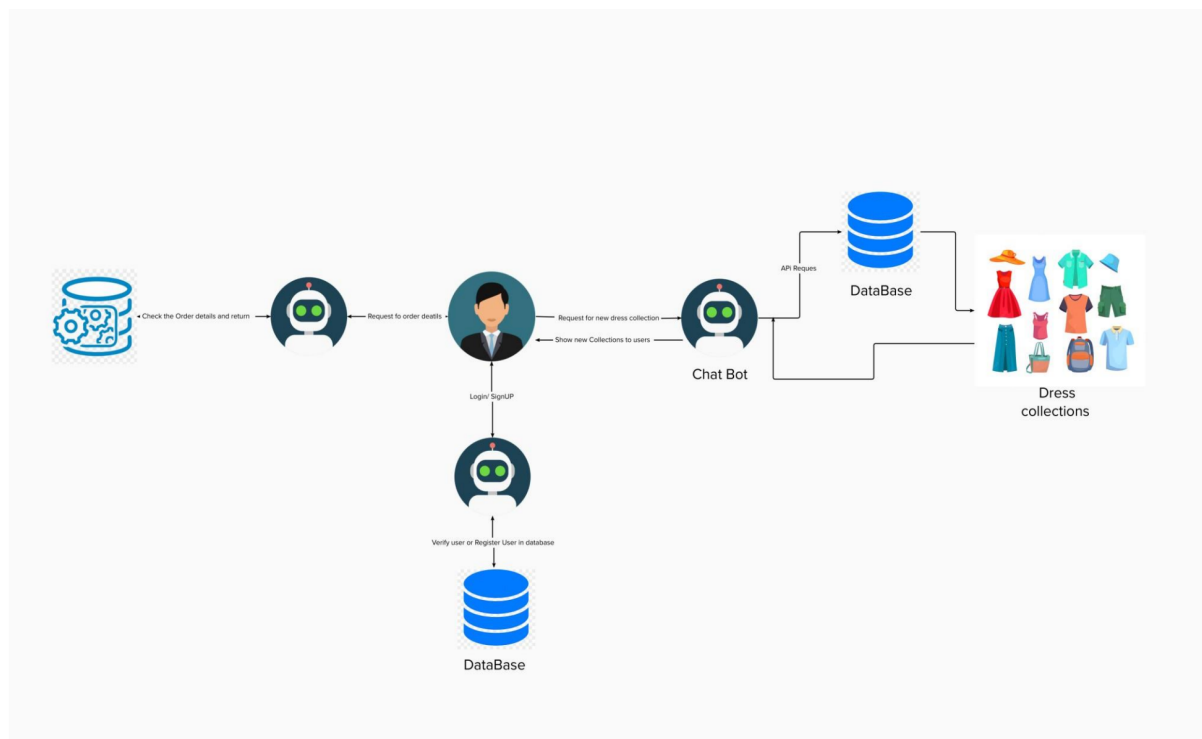 API Reques
DataBase
Check the Order details and return
Request fo order deatils
Request for new dress collection
Show new Collections to users
Chat Bot
Dress
collections
Login/ SignUP
Verify user or Register User in database
DataBase